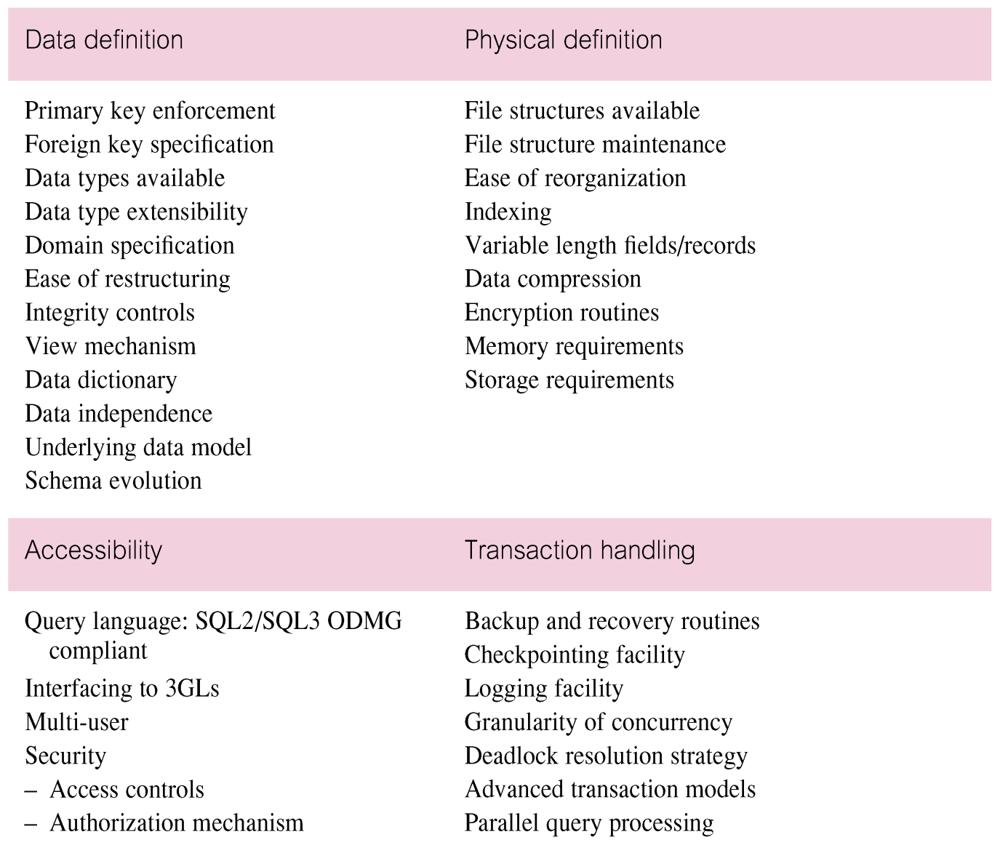 Data definition
Physical definition
Primary key enforcement
Foreign key specification
Data types available
Data type extensibility
Domain specification
Ease of restructuring
Integrity controls
View mechanism
Data dictionary
Data independence
Underlying data model
Schema evolution
File structures available
File structure maintenance
Ease of reorganization
Indexing
Variable length fields/records
Data compression
Encryption routines
Memory requirements
Storage requirements
Accessibility
Transaction handling
Query language: SQL2/SQL3 ODMG
compliant
Interfacing to 3GLs
Multi-user
Security
– Access controls
– Authorization mechanism
Backup and recovery routines
Checkpointing facility
Logging facility
Granularity of concurrency
Deadlock resolution strategy
Advanced transaction models
Parallel query processing